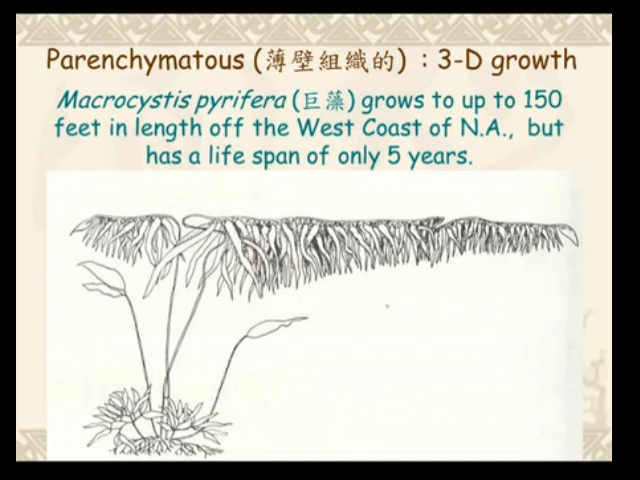 Parenchymatous (薄壁組織的) : 3-D growth
Macrocystis pyrifera (巨藻) grows to up to 150
feet in length off the West Coast of N.A., but
has a life span of only 5 years.